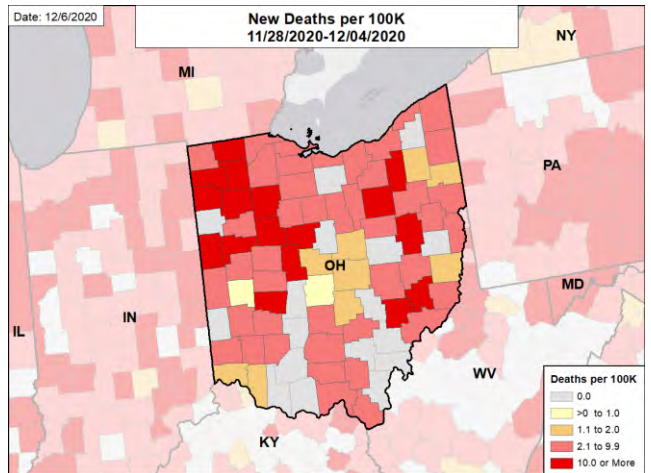 Date: 12/6/2020
New Deaths per 100K
11/28/2020-12/04/2020
NY
MI
PA
OH
MD
IN
IL
WV
KY
Deaths per 100K
0.0
>0 to 1.0
1.1 to 2.0
2.1 to 9.9
10.0 or More